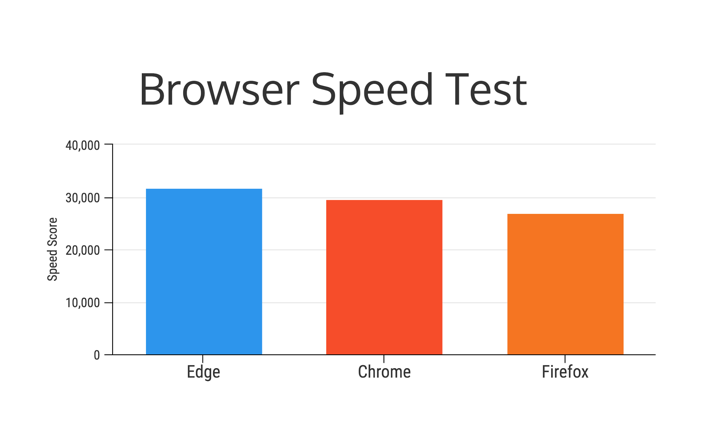 Browser Speed Test
40,000
30,000
20,000
10,000
0
Speed Score
Edge
Chrome
Firefox